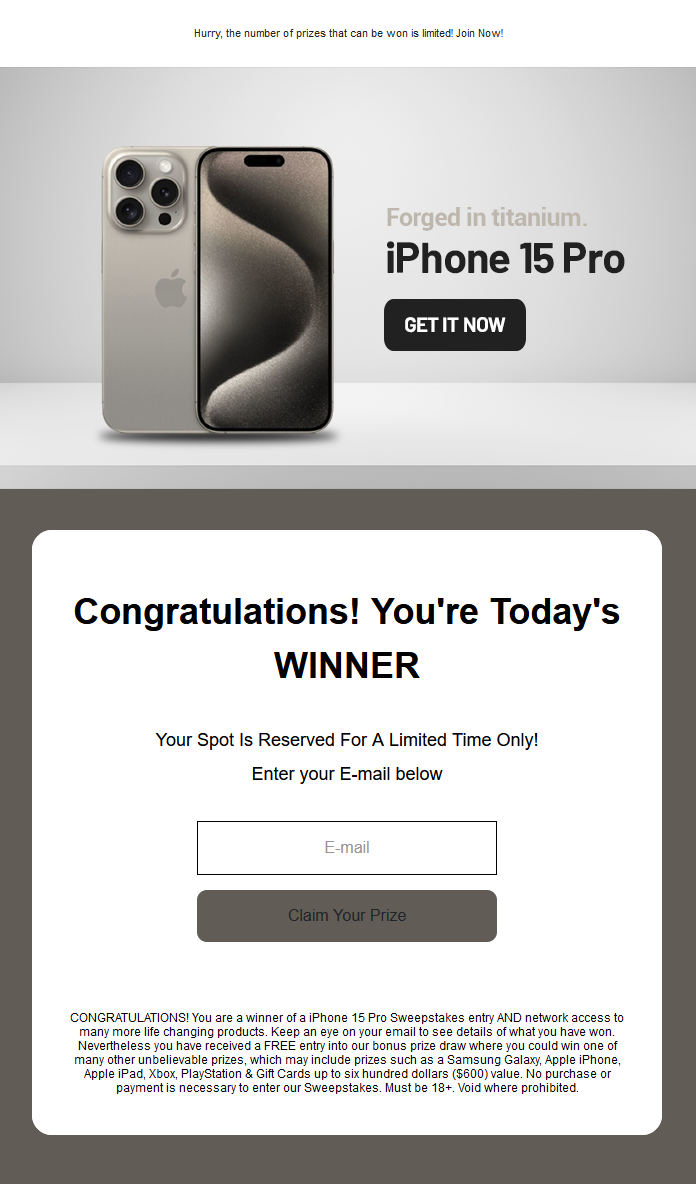 Hurry, the number of prizes that can be won is limited! Join Now!
Forged in titanium.
iPhone 15 Pro
GET IT NOW
Congratulations! You're Today's
WINNER
Your Spot Is Reserved For A Limited Time Only!
Enter your E-mail below
E-mail
Claim Your Prize
CONGRATULATIONS! You are a winner of a iPhone 15 Pro Sweepstakes entry AND network access to
many more life changing products. Keep an eye on your email to see details of what you have won.
Nevertheless you have received a FREE entry into our bonus prize draw where you could win one of
many other unbelievable prizes, which may include prizes such as a Samsung Galaxy, Apple iPhone,
Apple iPad, Xbox, PlayStation & Gift Cards up to six hundred dollars ($600) value. No purchase or
payment is necessary to enter our Sweepstakes. Must be 18+. Void where prohibited.